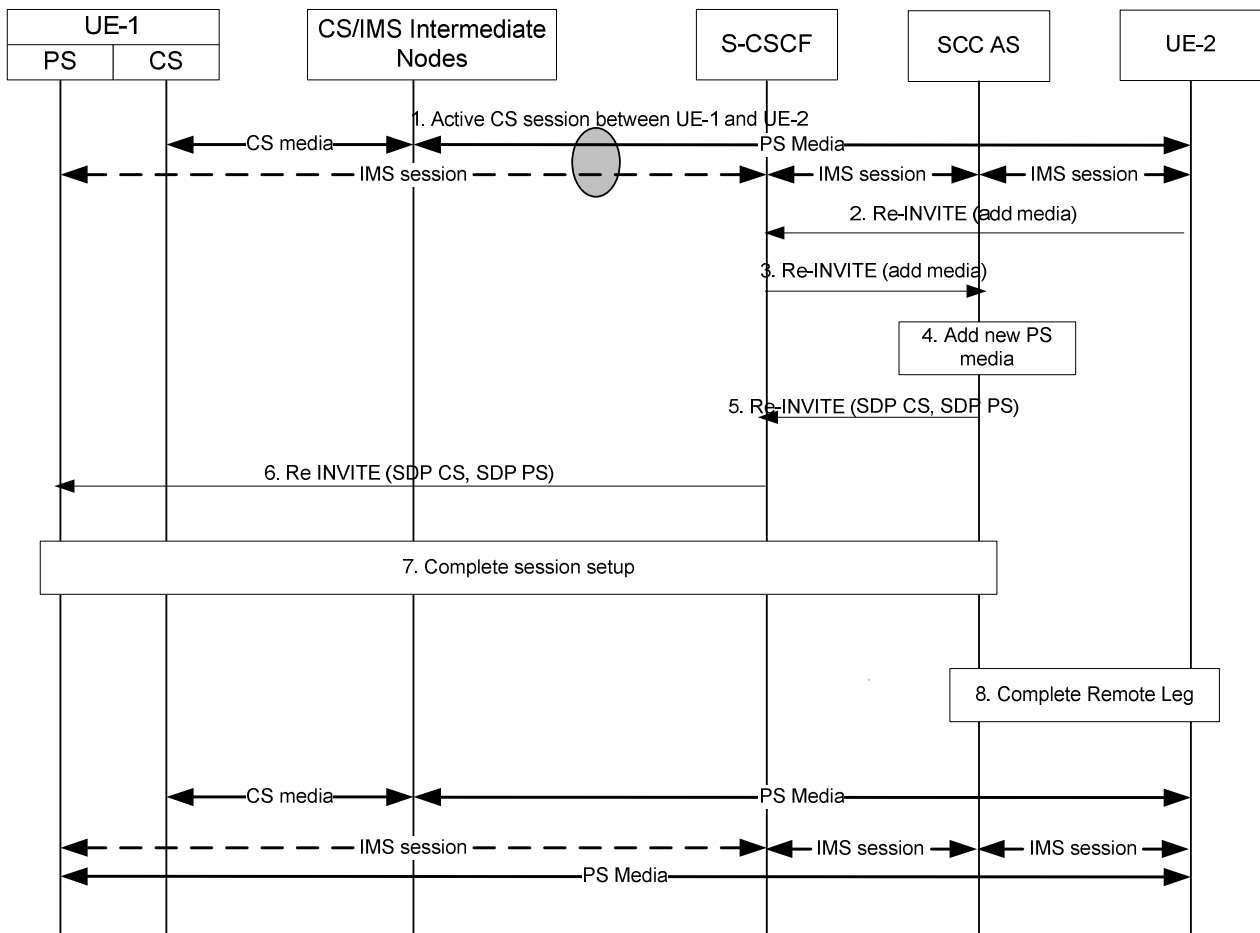 UE-1
PS
CS
CS/IMS Intermediate
Nodes
S-CSCF
SCC AS
UE-2
1. Active CS session between UE-1 and UE-2
CS media
PS Media
IMS session
IMS session
IMS session
2. Re-INVITE (add media)
3. Re-INVITE (add media)
4. Add new PS
media
5. Re-INVITE (SDP CS, SDP PS)
6. Re INVITE (SDP CS, SDP PS)
7. Complete session setup
8. Complete Remote Leg
CS media
PS Media
IMS session
IMS session
IMS session
PS Media